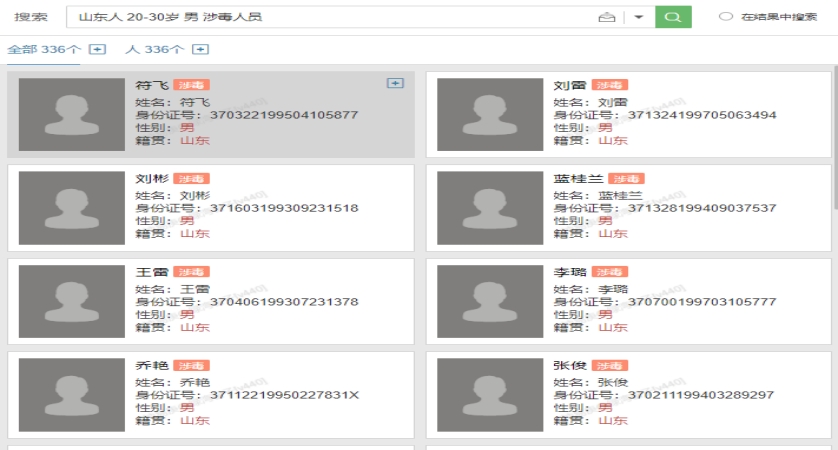 搜索
山东人 20-30岁 男 涉毒人员
在结果中搜索
全部 336个
人 336个
符飞 涉毒
姓名：符飞
身份证号：370322199504105877
性别：男
籍贯：山东
刘雷 涉毒
姓名：刘雷
身份证号：371324199705063494
性别：男
籍贯：山东
刘彬 涉毒
姓名：刘彬
身份证号：371603199309231518
性别：男
籍贯：山东
蓝桂兰 涉毒
姓名：蓝桂兰
身份证号：371328199409037537
性别：男
籍贯：山东
王雷 涉毒
姓名：王雷
身份证号：370406199307231378
性别：男
籍贯：山东
李璐 涉毒
姓名：李璐
身份证号：370700199703105777
性别：男
籍贯：山东
乔艳 涉毒
姓名：乔艳
身份证号：37112219950227831X
性别：男
籍贯：山东
张俊 涉毒
姓名：张俊
身份证号：370211199403289297
性别：男
籍贯：山东